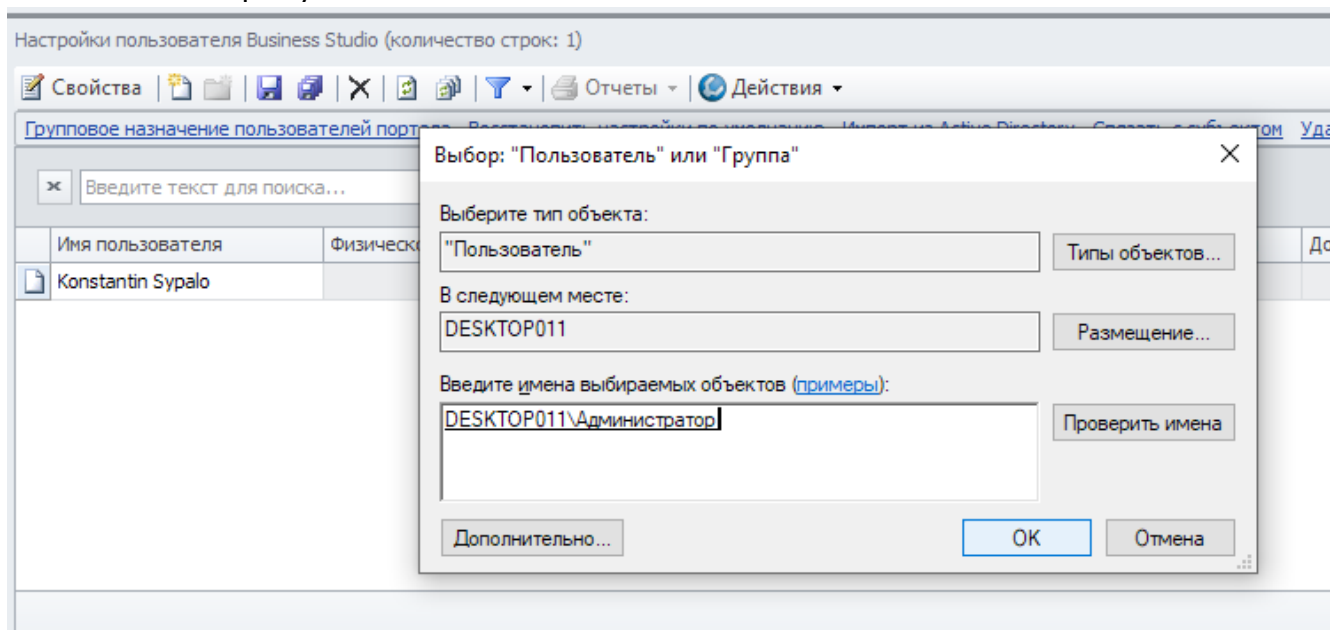 Настройки пользователя Business Studio (количество строк: 1)
Свойства Отчеты Действия
Групповое назначение пользователей
Выбор: "Пользователь" или "Группа"
Введите текст для поиска...
Выберите тип объекта:
Имя пользователя
"Пользователь"
Типы объектов...
Konstantin Sypalo
В следующем месте:
DESKTOP011
Размещение...
Введите имена выбираемых объектов (примеры):
DESKTOP011\Администратор
Проверить имена
Дополнительно...
OK
Отмена